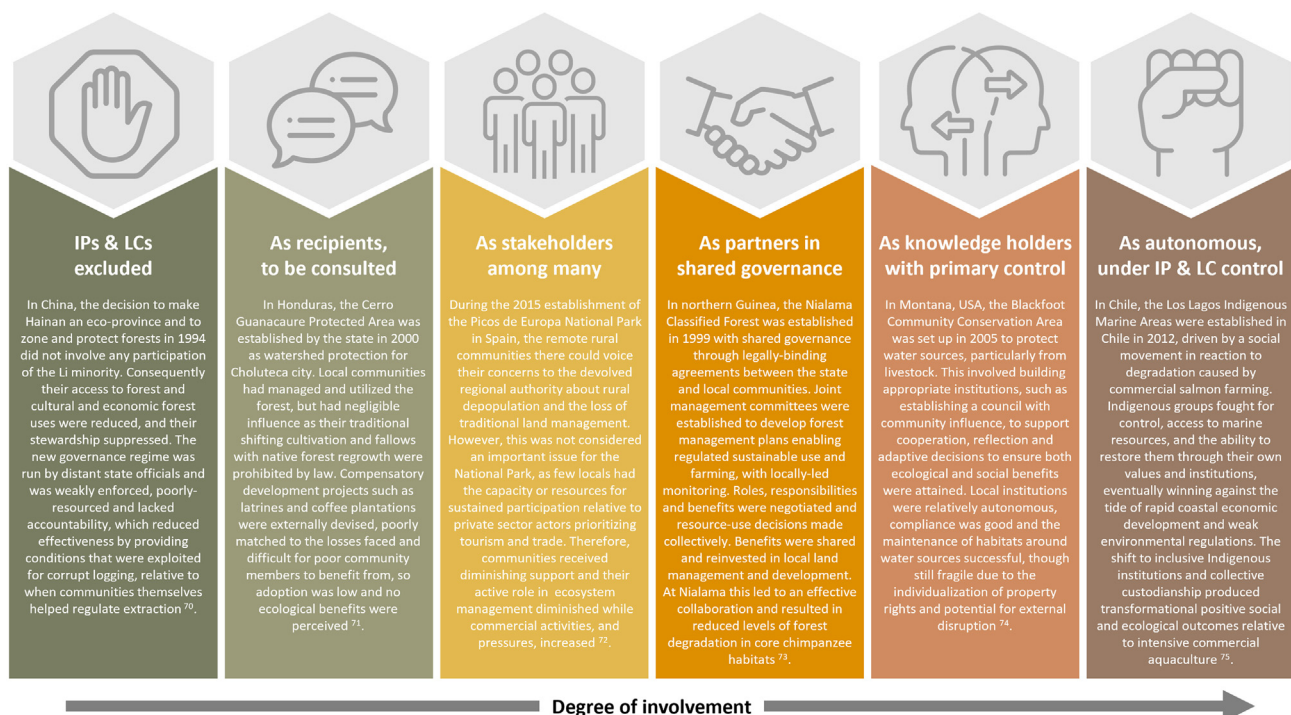 IPs & LCs
excluded
In China, the decision to make
Hainan an eco-province and to
zone and protect forests in 1994
did not involve any participation
of the Li minority. Consequently
their access to forest and
cultural and economic forest
uses were reduced, and their
stewardship suppressed. The
new governance regime was
run by distant state officials and
was weakly enforced, poorly-
resourced and lacked
accountability, which reduced
effectiveness by providing
conditions that were exploited
for corrupt logging, relative to
when communities themselves
helped regulate extraction 70.
As recipients,
to be consulted
In Honduras, the Cerro
Guanacaure Protected Area was
established by the state in 2000
as watershed protection for
Choluteca city. Local communities
had managed and utilized the
forest, but had negligible
influence as their traditional
shifting cultivation and fallows
with native forest regrowth were
prohibited by law. Compensatory
development projects such as
latrines and coffee plantations
were externally devised, poorly
matched to the losses faced and
difficult for poor community
members to benefit from, so
adoption was low and no
ecological benefits were
perceived 71.
As stakeholders
among many
During the 2015 establishment of
the Picos de Europa National Park
in Spain, the remote rural
communities there could voice
their concerns to the devolved
regional authority about rural
depopulation and the loss of
traditional land management.
However, this was not considered
an important issue for the
National Park, as few locals had
the capacity or resources for
sustained participation relative to
private sector actors prioritizing
tourism and trade. Therefore,
communities received
diminishing support and their
active role in ecosystem
management diminished while
commercial activities, and
pressures, increased 72.
As partners in
shared governance
In northern Guinea, the Nialama
Classified Forest was established
in 1999 with shared governance
through legally-binding
agreements between the state
and local communities. Joint
management committees were
established to develop forest
management plans enabling
regulated sustainable use and
farming, with locally-led
monitoring. Roles, responsibilities
and benefits were negotiated and
resource-use decisions made
collectively. Benefits were shared
and reinvested in local land
management and development.
At Nialama this led to an effective
collaboration and resulted in
reduced levels of forest
degradation in core chimpanzee
habitats 73.
As knowledge holders
with primary control
In Montana, USA, the Blackfoot
Community Conservation Area
was set up in 2005 to protect
water sources, particularly from
livestock. This involved building
appropriate institutions, such as
establishing a council with
community influence, to support
cooperation, reflection and
adaptive decisions to ensure both
ecological and social benefits
were attained. Local institutions
were relatively autonomous,
compliance was good and the
maintenance of habitats around
water sources successful, though
still fragile due to the
individualization of property
rights and potential for external
disruption 74.
As autonomous,
under IP & LC control
In Chile, the Los Lagos Indigenous
Marine Areas were established in
Chile in 2012, driven by a social
movement in reaction to
degradation caused by
commercial salmon farming.
Indigenous groups fought for
control, access to marine
resources, and the ability to
restore them through their own
values and institutions,
eventually winning against the
tide of rapid coastal economic
development and weak
environmental regulations. The
shift to inclusive Indigenous
institutions and collective
custodianship produced
transformational positive social
and ecological outcomes relative
to intensive commercial
aquaculture 75.
Degree of involvement